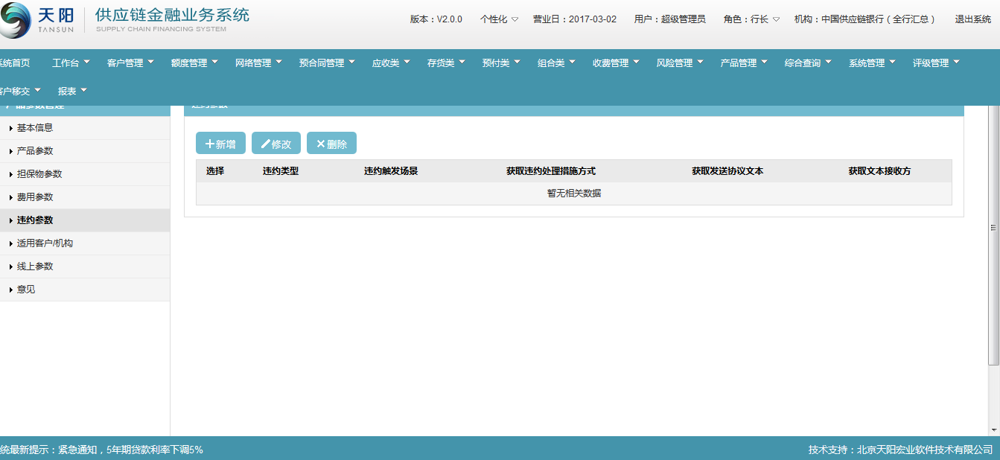 天阳
TANSUN
供应链金融业务系统
SUPPLY CHAIN FINANCING SYSTEM
版本：V2.0.0 个性化 营业日：2017-03-02 用户：超级管理员 角色：行长 机构：中国供应链银行（全行汇总） 退出系统
系统首页 工作台 客户管理 额度管理 网络管理 预合同管理 应收类 存货类 预付类 组合类 收费管理 风险管理 产品管理 综合查询 系统管理 评级管理
客户移交 报表
产品参数管理
基本信息
产品参数
担保物参数
费用参数
违约参数
适用客户/机构
线上参数
意见
违约参数
新增 修改 删除
选择 违约类型 违约触发场景 获取违约处理措施方式 获取发送协议文本 获取文本接收方
暂无相关数据
统最新提示：紧急通知，5年期贷款利率下调5%
技术支持：北京天阳宏业软件技术有限公司